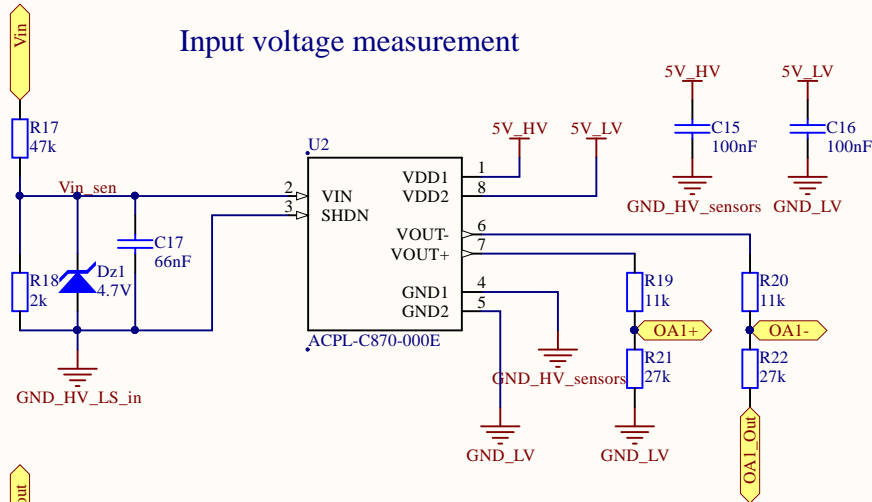 Input voltage measurement
Vin
R17
47k
Vin_sen
R18
2k
Dz1
4.7V
C17
66nF
GND_HV_LS_in
U2
2
VIN
3
SHDN
VDD1
1
VDD2
8
VOUT-
6
VOUT+
7
GND1
4
GND2
5
ACPL-C870-000E
5V_HV
5V_LV
5V_HV
C15
100nF
GND_HV_sensors
5V_LV
C16
100nF
GND_LV
R19
11k
OA1+
R21
27k
GND_LV
R20
11k
OA1-
R22
27k
OA1_Out
GND_HV_sensors
GND_LV